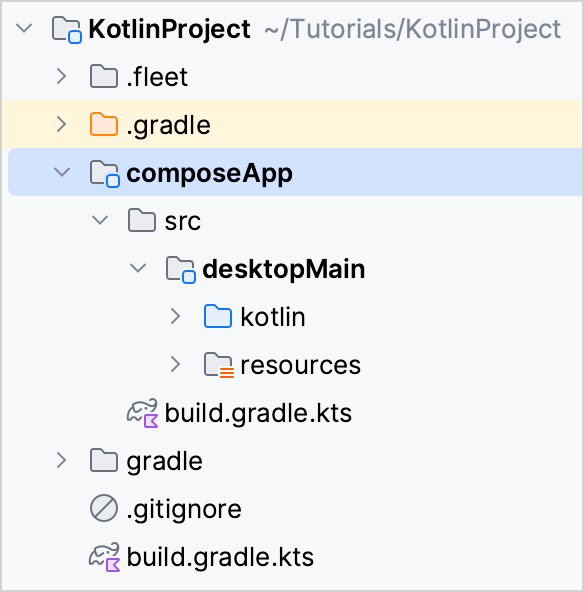 KotlinProject ~/Tutorials/KotlinProject
.fleet
.gradle
composeApp
src
desktopMain
kotlin
resources
build.gradle.kts
gradle
.gitignore
build.gradle.kts